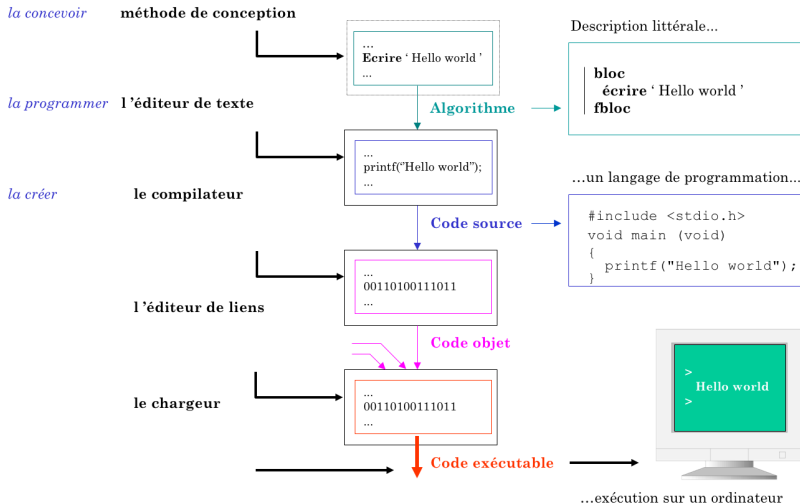 la concevoir méthode de conception
Description littérale...
...
Ecrire ‘ Hello world ’
...
bloc
écrire ‘ Hello world ’
fbloc
la programmer l ’éditeur de texte
Algorithme
...
printf(“Hello world”);
...
…un langage de programmation...
la créer le compilateur
Code source
#include <stdio.h>
void main (void)
{
printf("Hello world");
}
...
00110100111011
...
l ’éditeur de liens
Code objet
le chargeur
...
00110100111011
...
>
Hello world
>
Code exécutable
…exécution sur un ordinateur